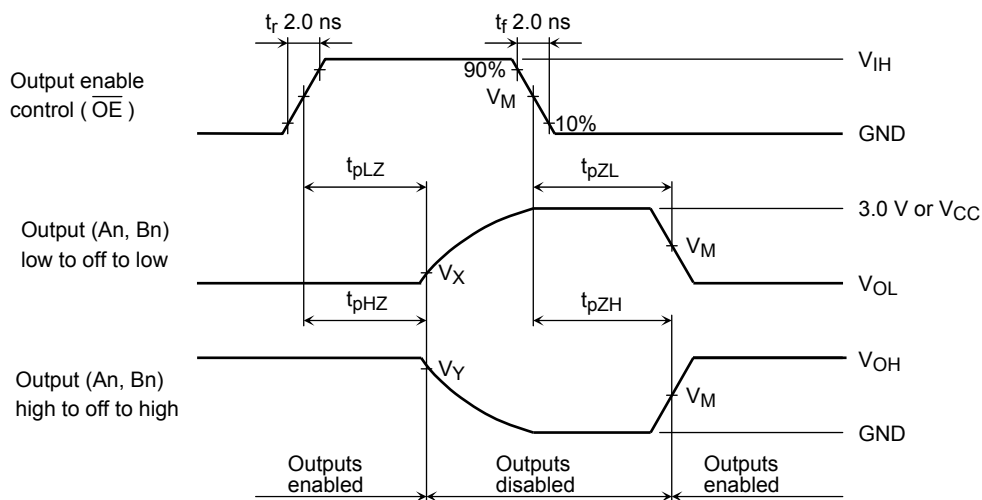 tr 2.0 ns
tf 2.0 ns
Output enable
control ( OE )
90%
VM
10%
VIH
GND
tpLZ
tpZL
Output (An, Bn)
low to off to low
VX
3.0 V or VCC
VM
VOL
tpHZ
tpZH
Output (An, Bn)
high to off to high
VY
VOH
VM
GND
Outputs
enabled
Outputs
disabled
Outputs
enabled